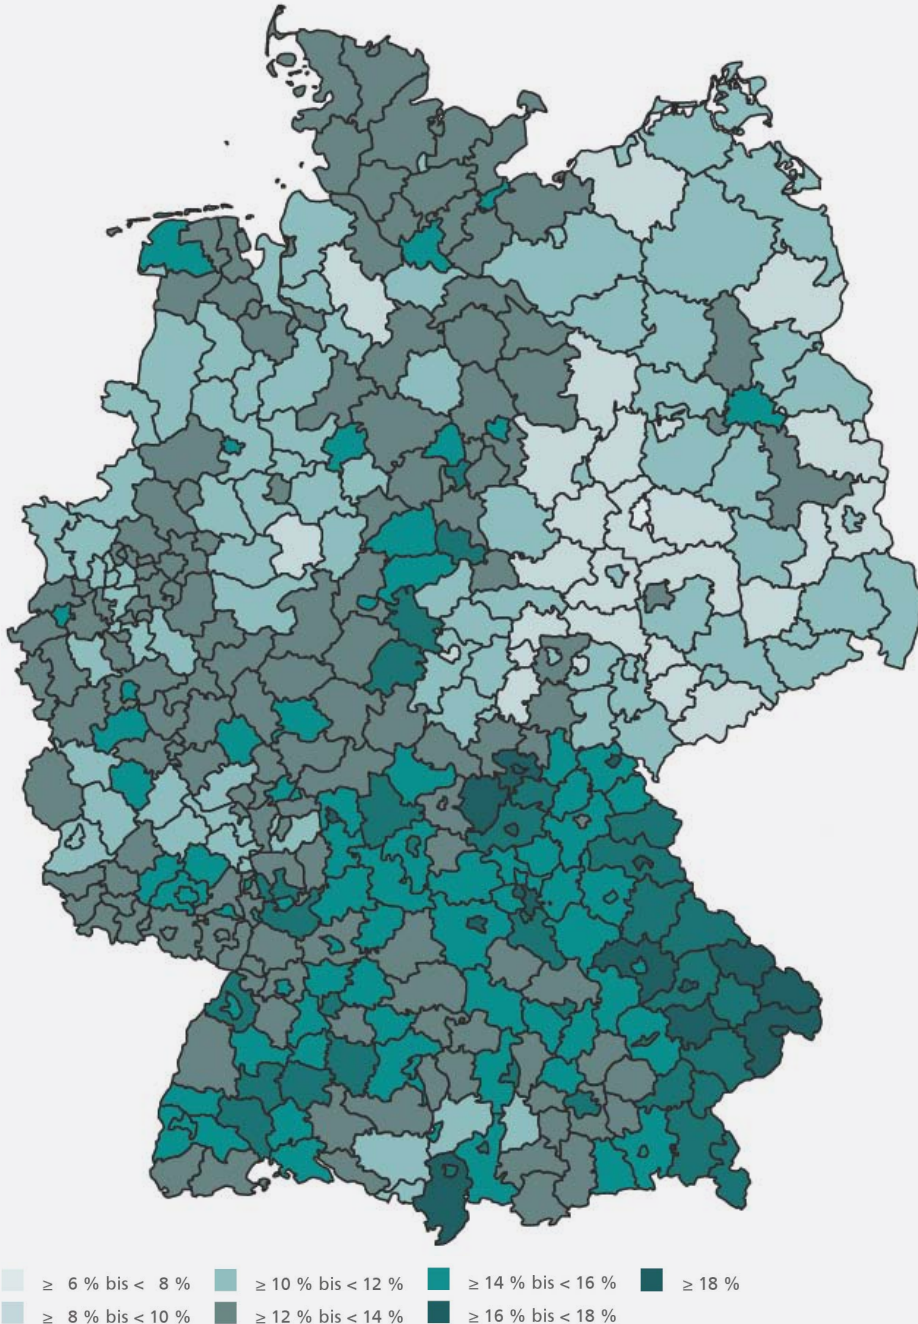 ≥ 6 % bis < 8 % ≥ 10 % bis < 12 % ≥ 14 % bis < 16 % ≥ 18 %
≥ 8 % bis < 10 % ≥ 12 % bis < 14 % ≥ 16 % bis < 18 %